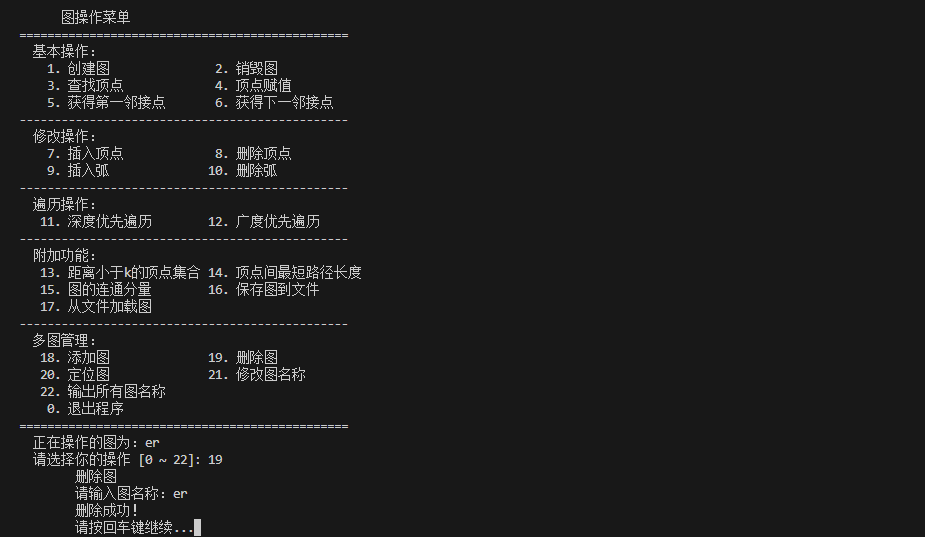 图操作菜单
===============================================
基本操作:
1. 创建图 2. 销毁图
3. 查找顶点 4. 顶点赋值
5. 获得第一邻接点 6. 获得下一邻接点
-----------------------------------------------
修改操作:
7. 插入顶点 8. 删除顶点
9. 插入弧 10. 删除弧
-----------------------------------------------
遍历操作:
11. 深度优先遍历 12. 广度优先遍历
-----------------------------------------------
附加功能:
13. 距离小于k的顶点集合 14. 顶点间最短路径长度
15. 图的连通分量 16. 保存图到文件
17. 从文件加载图
-----------------------------------------------
多图管理:
18. 添加图 19. 删除图
20. 定位图 21. 修改图名称
22. 输出所有图名称
0. 退出程序
===============================================
正在操作的图为: er
请选择你的操作 [0 ~ 22]: 19
删除图
请输入图名称: er
删除成功!
请按回车键继续...